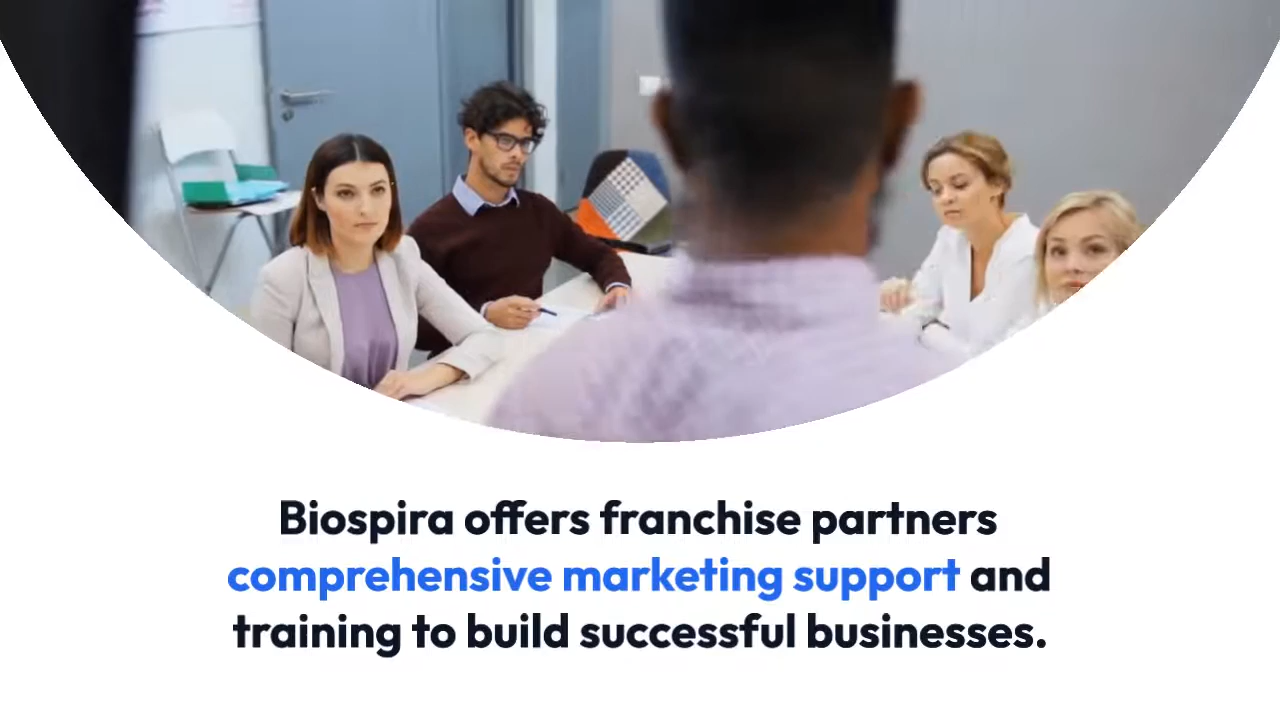 Biospira offers franchise partners
comprehensive marketing support and
training to build successful businesses.